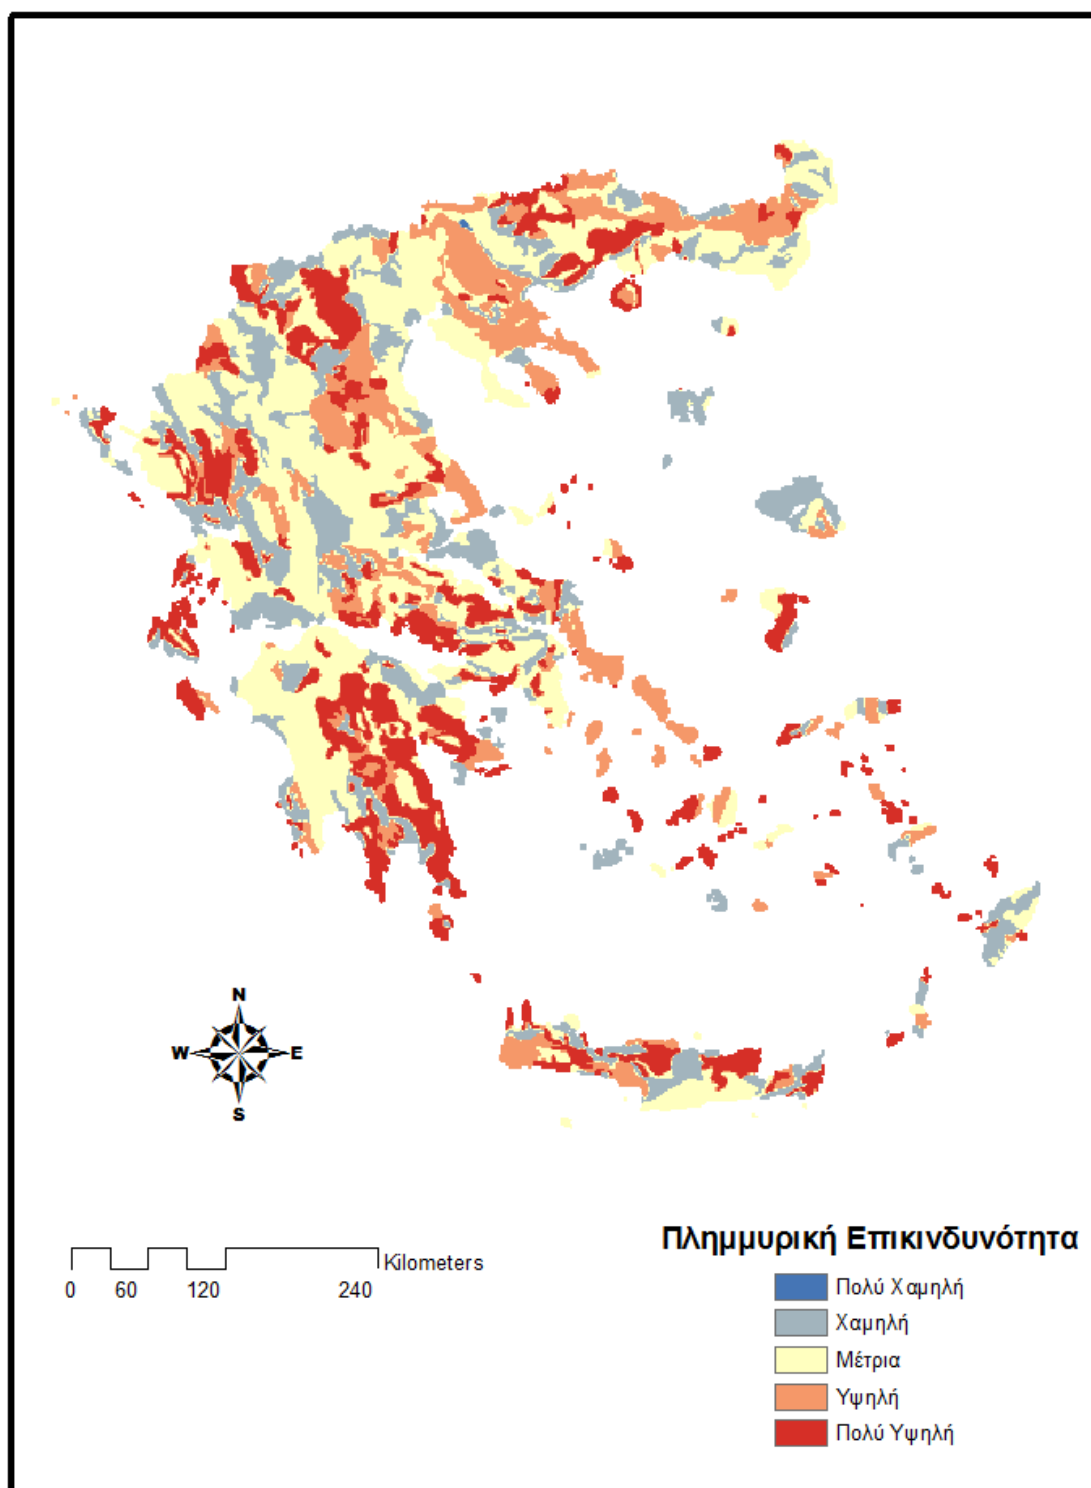 N
W E
S
Kilometers
0 60 120 240
Πλημμυρική Επικινδυνότητα
Πολύ Χαμηλή
Χαμηλή
Μέτρια
Υψηλή
Πολύ Υψηλή